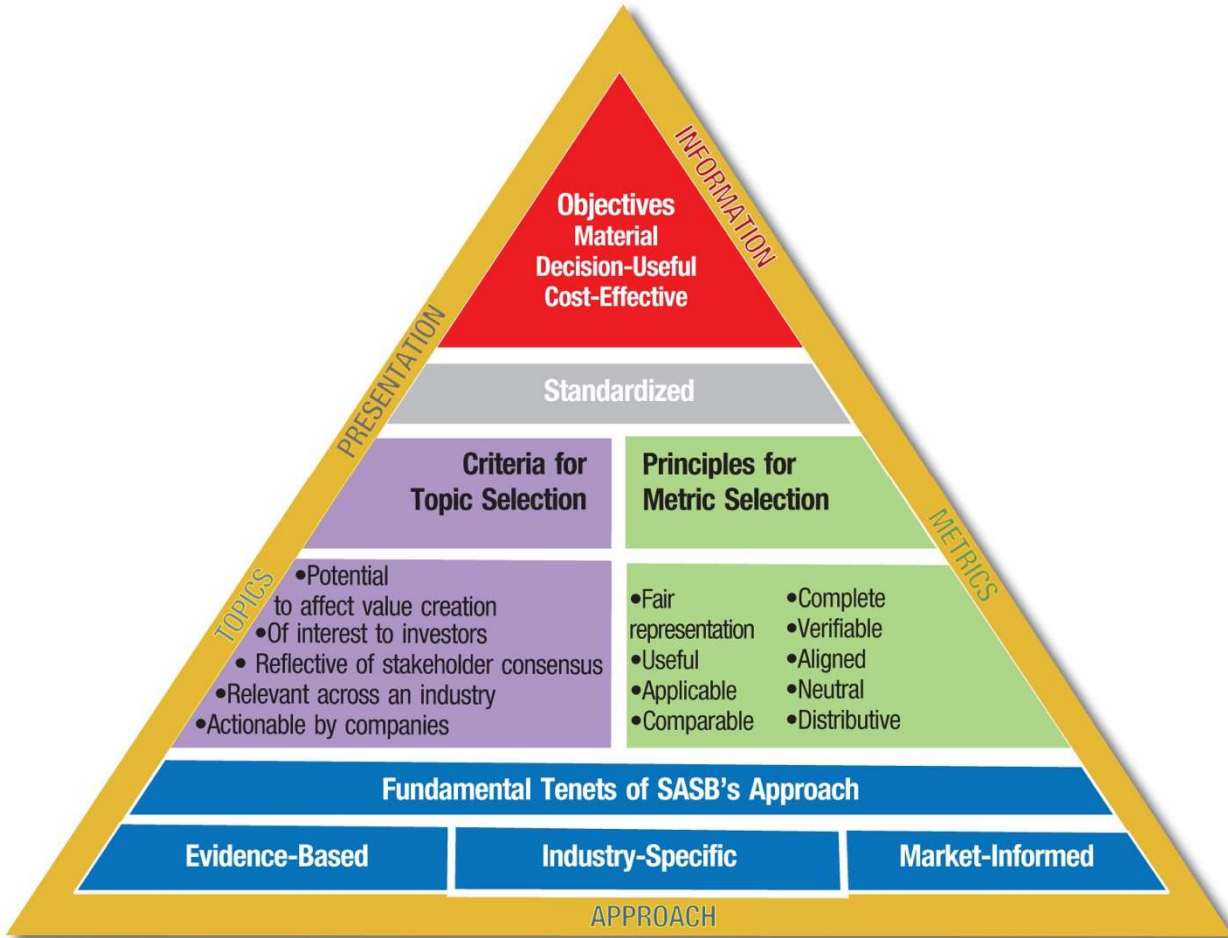 INFORMATION
Objectives
Material
Decision-Useful
Cost-Effective
PRESENTATION
Standardized
Criteria for
Topic Selection
Principles for
Metric Selection
METRICS
TOPICS
•Potential
to affect value creation
•Of interest to investors
• Reflective of stakeholder consensus
•Relevant across an industry
•Actionable by companies
•Fair
representation
•Useful
•Applicable
•Comparable
•Complete
•Verifiable
•Aligned
•Neutral
•Distributive
Fundamental Tenets of SASB’s Approach
Evidence-Based
Industry-Specific
Market-Informed
APPROACH